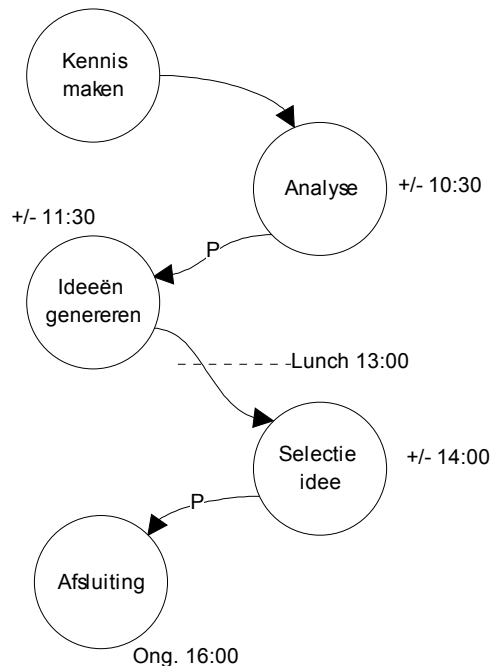 Kennis
maken
Analyse
+/- 10:30
P
+/- 11:30
Ideeën
genereren
Lunch 13:00
Selectie
idee
+/- 14:00
P
Afsluiting
Ong. 16:00